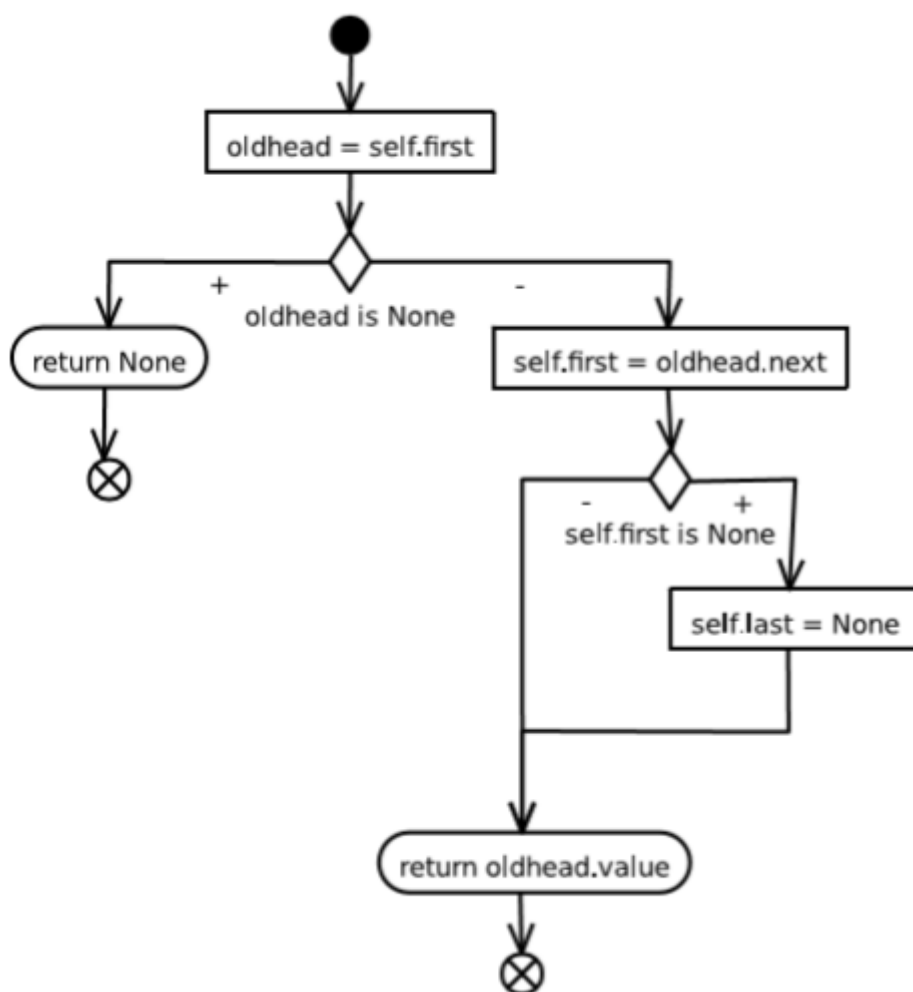 oldhead = self.first
+
-
oldhead is None
return None
self.first = oldhead.next
-
+
self.first is None
self.last = None
return oldhead.value